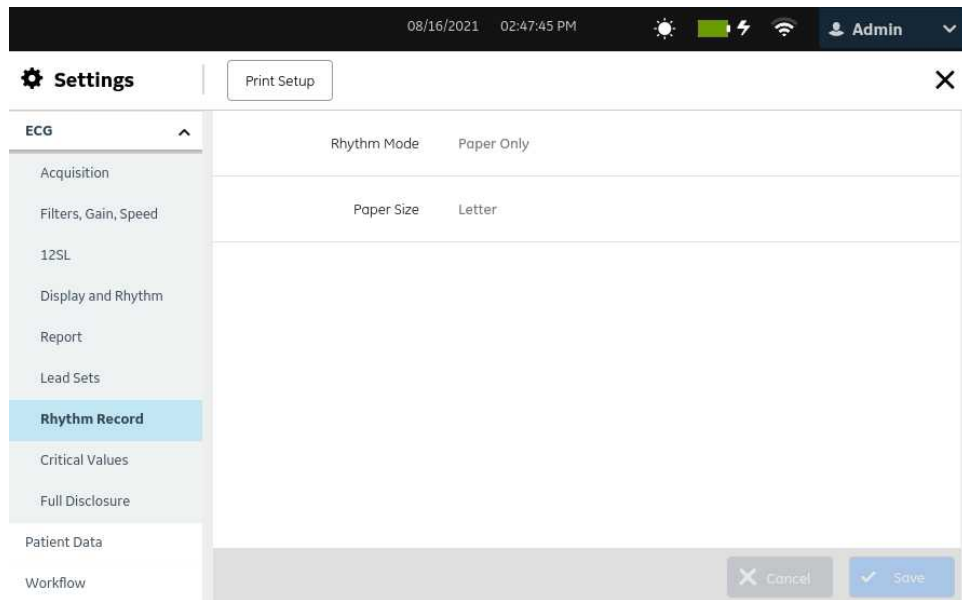 08/16/2021 02:47:45 PM Admin
Settings Print Setup
ECG
Rhythm Mode Paper Only
Acquisition
Paper Size Letter
Filters, Gain, Speed
12SL
Display and Rhythm
Report
Lead Sets
Rhythm Record
Critical Values
Full Disclosure
Patient Data
Workflow
Cancel Save